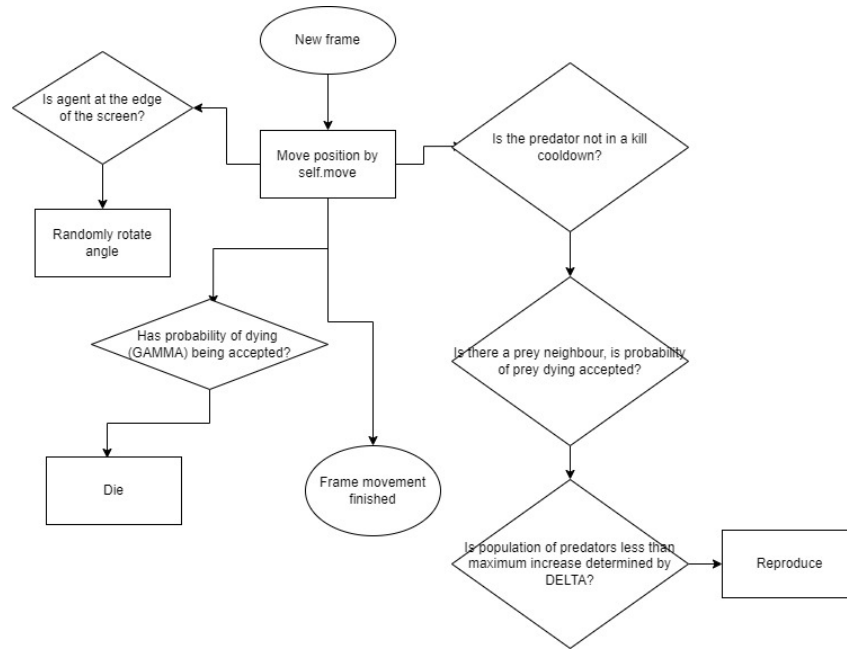 New frame
Is agent at the edge
of the screen?
Move position by
self.move
Is the predator not in a kill
cooldown?
Randomly rotate
angle
Has probability of dying
(GAMMA) being accepted?
Is there a prey neighbour, is probability
of prey dying accepted?
Die
Frame movement
finished
Is population of predators less than
maximum increase determined by
DELTA?
Reproduce